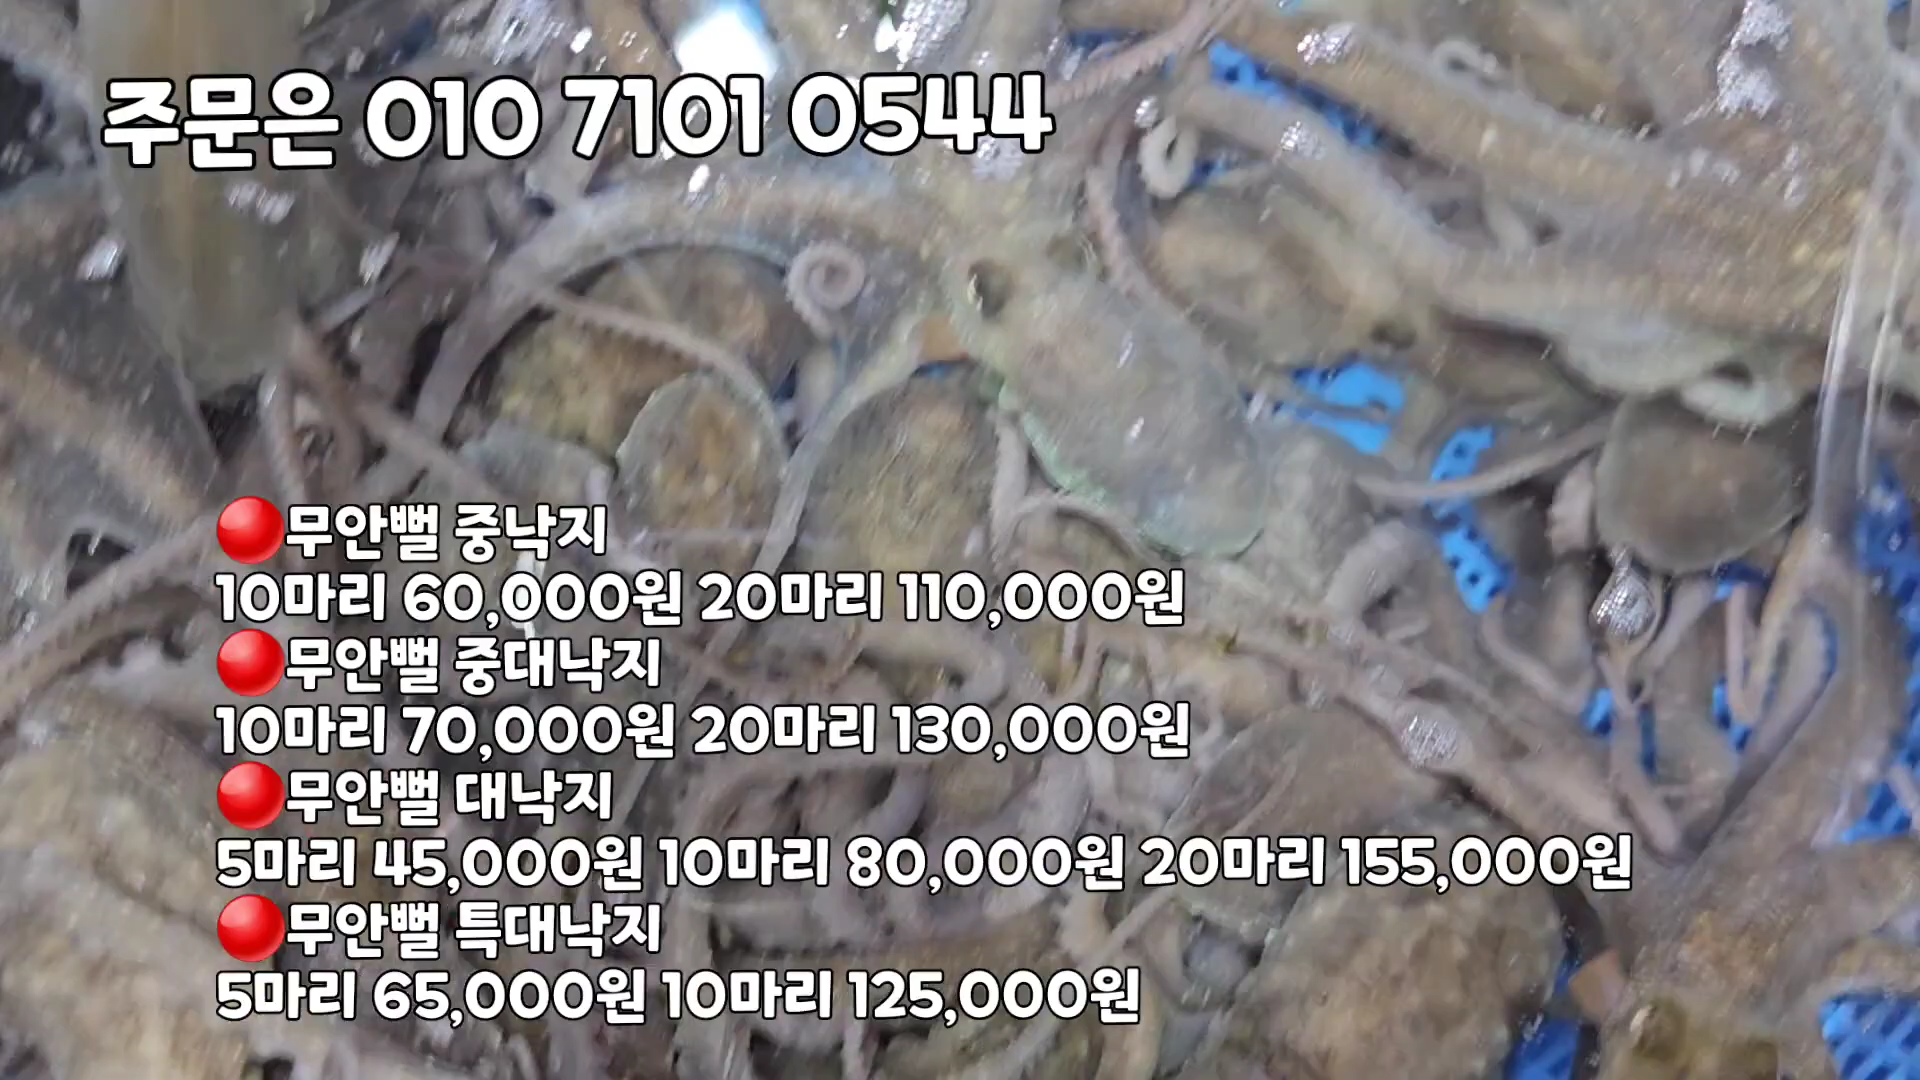 주문은 010 7101 0544
🔴무안뻘 중낙지
10마리 60,000원 20마리 110,000원
🔴무안뻘 중대낙지
10마리 70,000원 20마리 130,000원
🔴무안뻘 대낙지
5마리 45,000원 10마리 80,000원 20마리 155,000원
🔴무안뻘 특대낙지
5마리 65,000원 10마리 125,000원